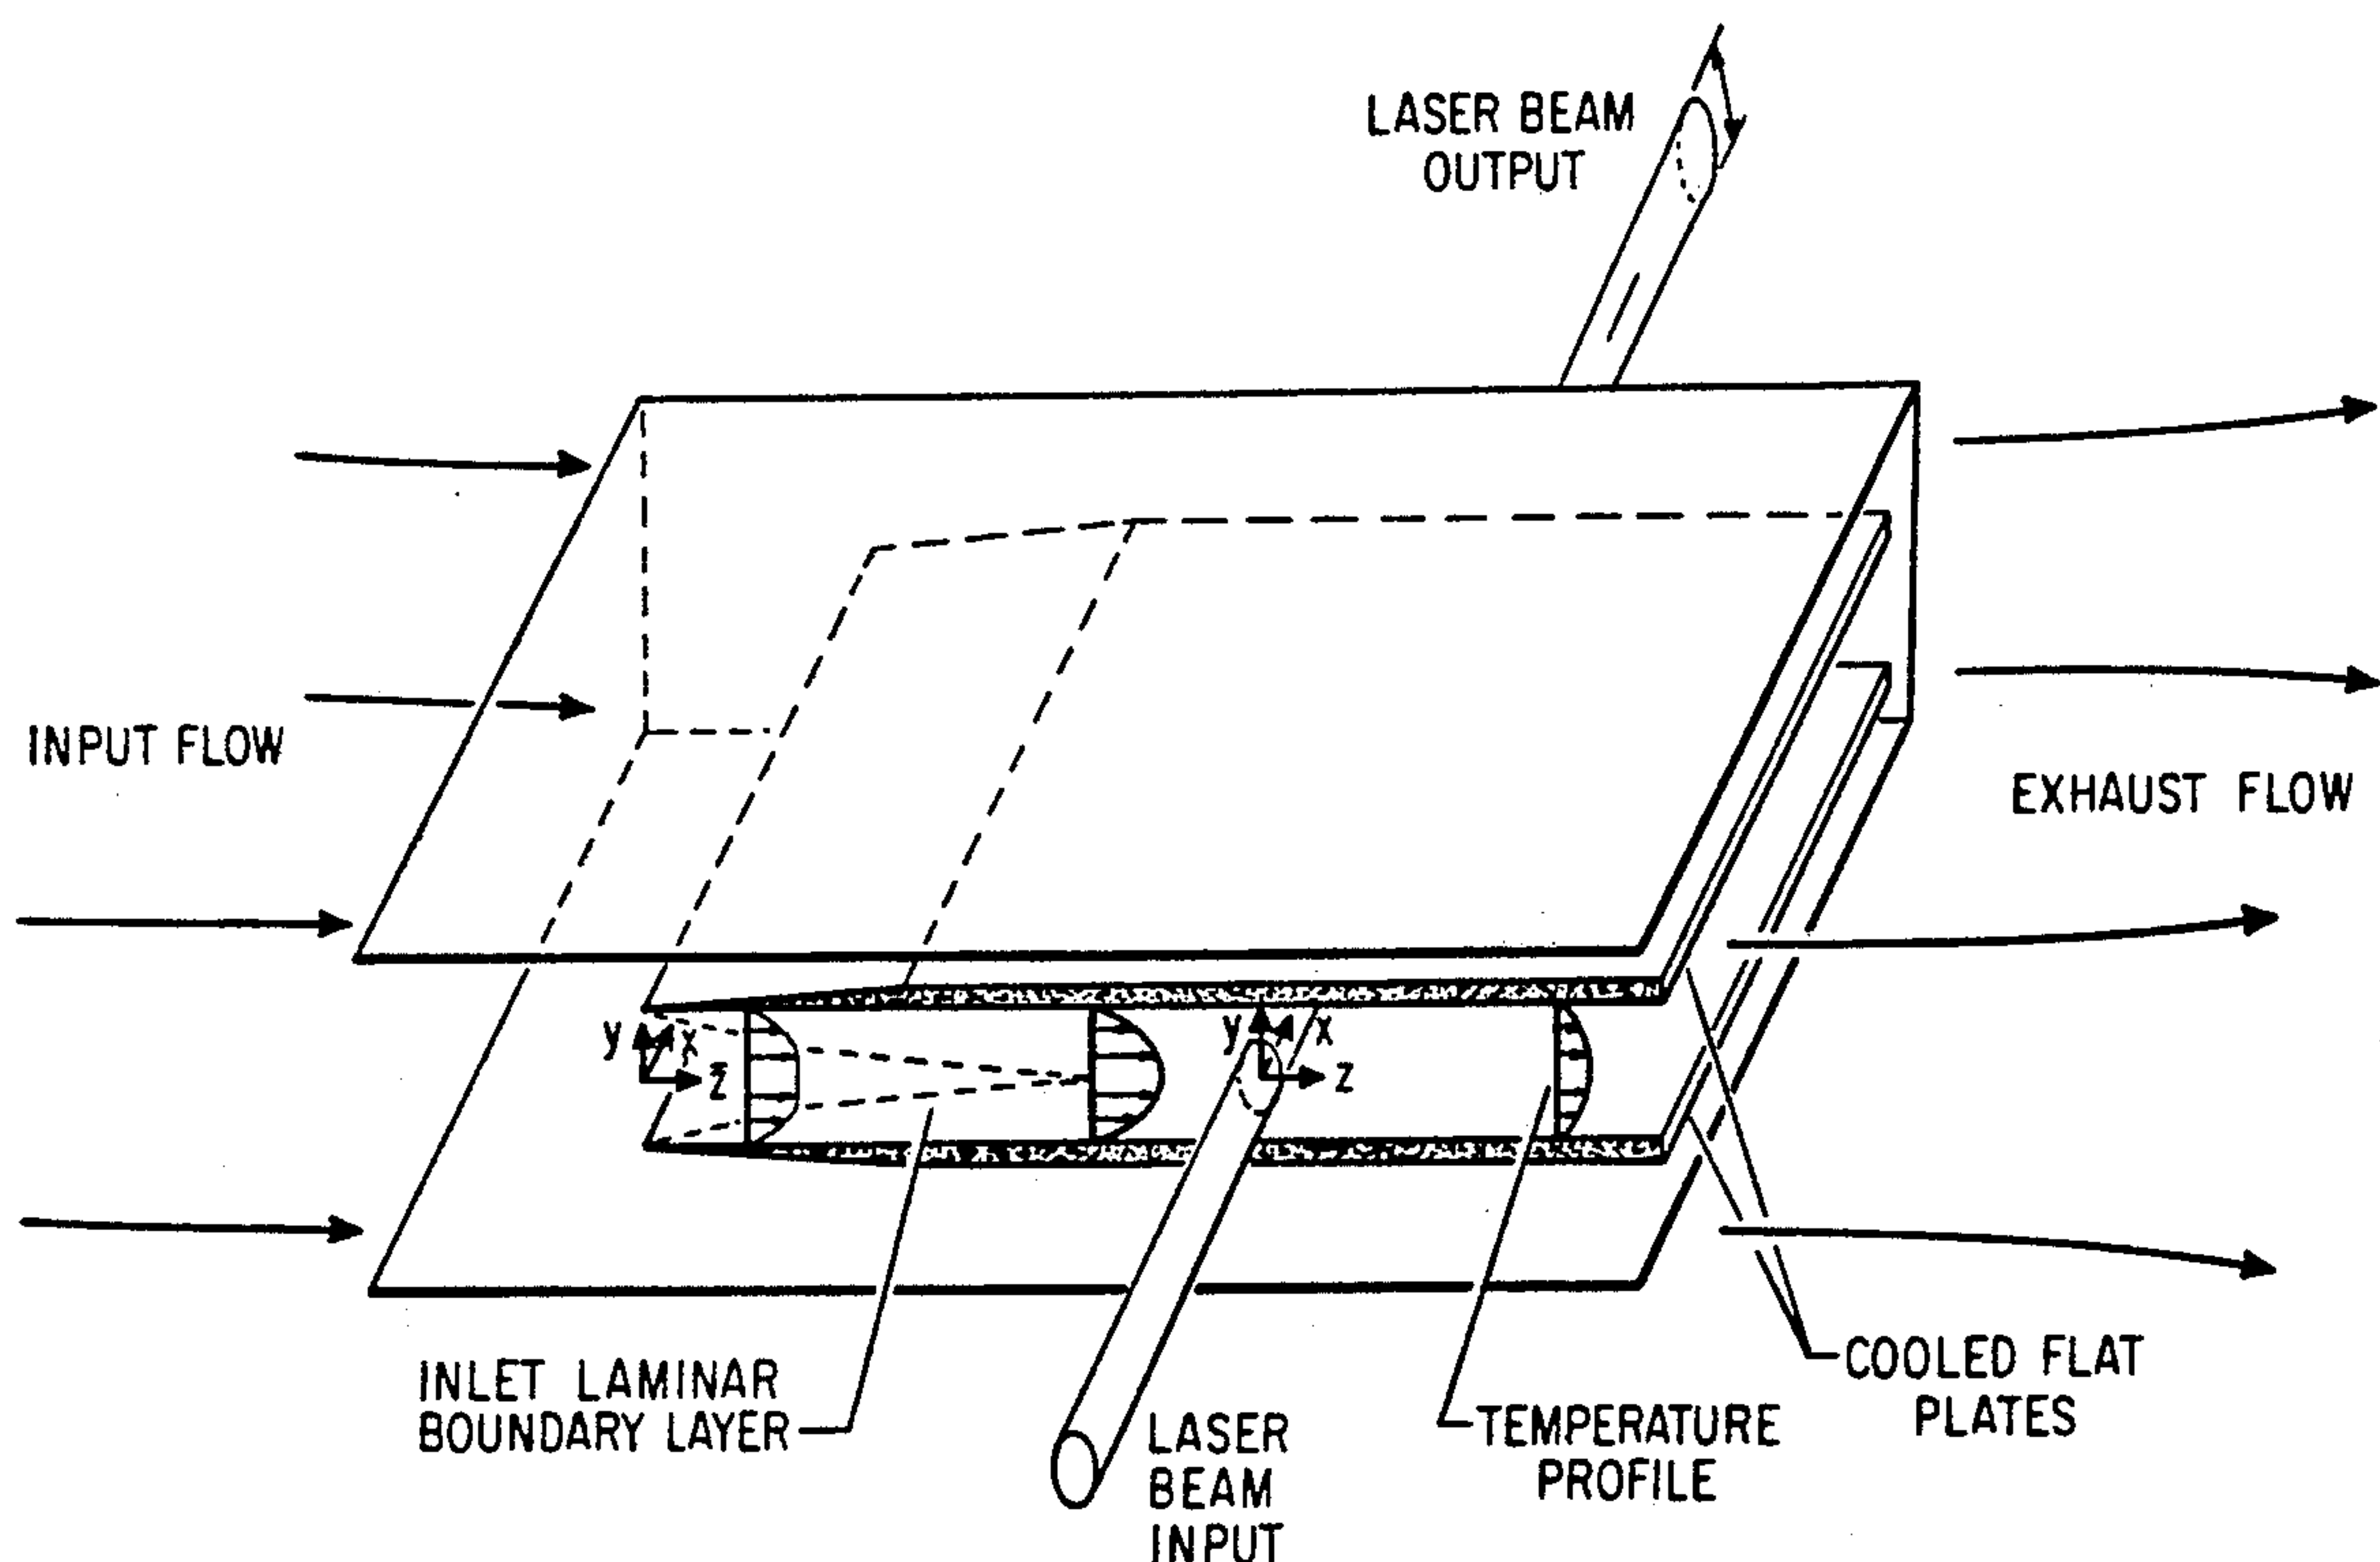 LASER BEAM
OUTPUT
INPUT FLOW
EXHAUST FLOW
y
x
z
y
x
z
INLET LAMINAR
BOUNDARY LAYER
LASER
BEAM
INPUT
TEMPERATURE
PROFILE
COOLED FLAT
PLATES